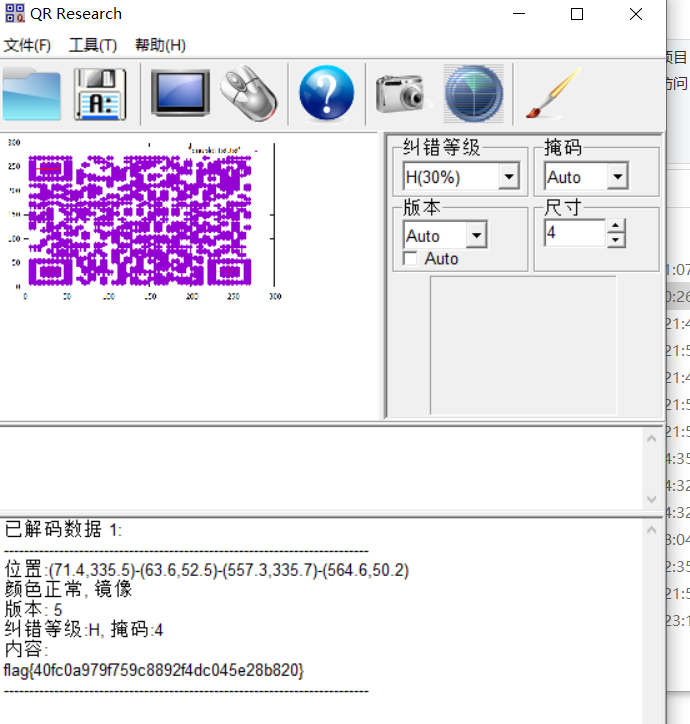 QR Research
文件(F) 工具(T) 帮助(H)
A:
纠错等级
H(30%)
掩码
Auto
版本
Auto
Auto
尺寸
4
300
250
200
150
100
50
0
0 50 100 150 200 250 300
项目
访问
1:07
0:26
21:4
21:5
21:4
21:5
21:5
4:35
4:32
4:32
3:04
2:35
21:5
23:1
已解码数据 1:
-------------------------------------------------------------------------
位置:(71.4,335.5)-(63.6,52.5)-(557.3,335.7)-(564.6,50.2)
颜色正常, 镜像
版本: 5
纠错等级:H, 掩码:4
内容:
flag{40fc0a979f759c8892f4dc045e28b820}
-------------------------------------------------------------------------